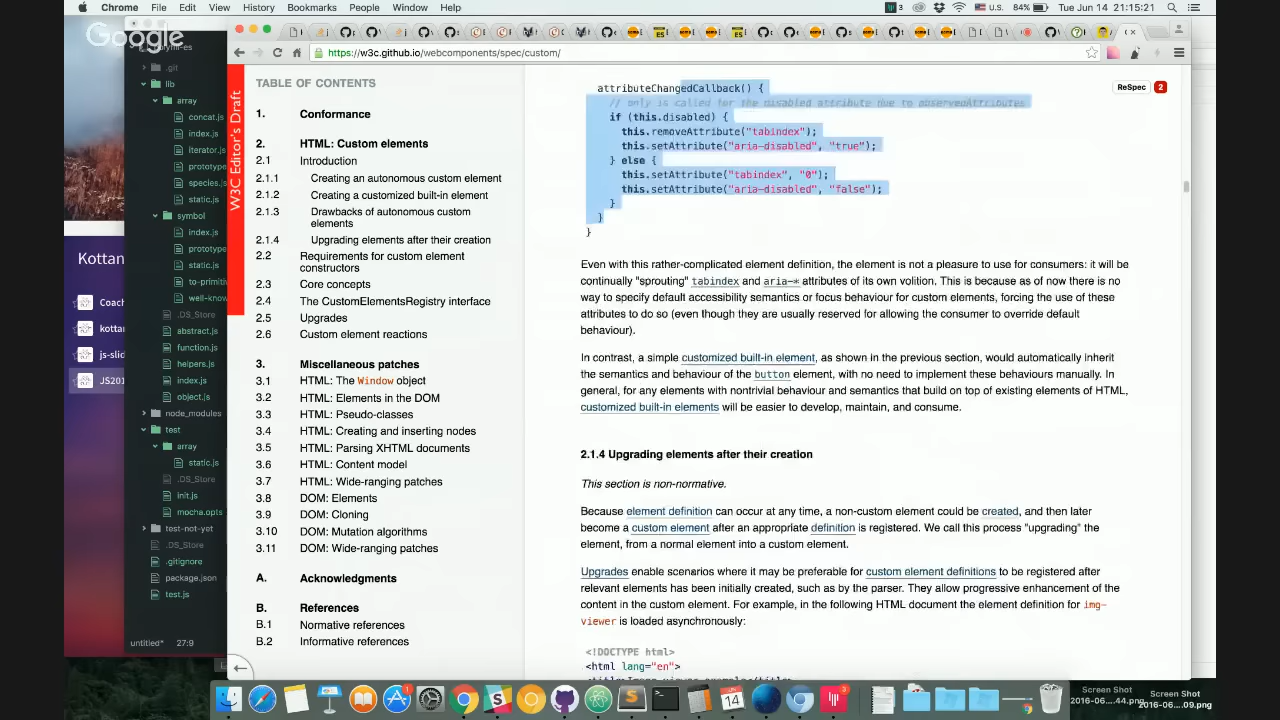 Chrome File Edit View History Bookmarks People Window Help
3 U.S. 84% Tue Jun 14 21:15:21
Google
https://w3c.github.io/webcomponents/spec/custom/
.git
lib
array
concat.js
index.js
iterator.js
prototype
species.js
static.js
symbol
index.js
prototype
static.js
to-primitiv
well-know
.DS_Store
abstract.js
function.js
helpers.js
index.js
object.js
node_modules
test
array
static.js
.DS_Store
init.js
mocha.opts
test-not-yet
.DS_Store
.gitignore
package.json
test.js
untitled* 27:9
Kottan
Coach
kottan
js-slid
JS201
W3C Editor's Draft
TABLE OF CONTENTS
1. Conformance
2. HTML: Custom elements
2.1 Introduction
2.1.1 Creating an autonomous custom element
2.1.2 Creating a customized built-in element
2.1.3 Drawbacks of autonomous custom
elements
2.1.4 Upgrading elements after their creation
2.2 Requirements for custom element
constructors
2.3 Core concepts
2.4 The CustomElementsRegistry interface
2.5 Upgrades
2.6 Custom element reactions
3. Miscellaneous patches
3.1 HTML: The Window object
3.2 HTML: Elements in the DOM
3.3 HTML: Pseudo-classes
3.4 HTML: Creating and inserting nodes
3.5 HTML: Parsing XHTML documents
3.6 HTML: Content model
3.7 HTML: Wide-ranging patches
3.8 DOM: Elements
3.9 DOM: Cloning
3.10 DOM: Mutation algorithms
3.11 DOM: Wide-ranging patches
A. Acknowledgments
B. References
B.1 Normative references
B.2 Informative references
ReSpec 2
attributeChangedCallback() {
// only is called for the disabled attribute due to observedAttributes
if (this.disabled) {
this.removeAttribute("tabindex");
this.setAttribute("aria-disabled", "true");
} else {
this.setAttribute("tabindex", "0");
this.setAttribute("aria-disabled", "false");
}
}
}
Even with this rather-complicated element definition, the element is not a pleasure to use for consumers: it will be
continually "sprouting" tabindex and aria-* attributes of its own volition. This is because as of now there is no
way to specify default accessibility semantics or focus behaviour for custom elements, forcing the use of these
attributes to do so (even though they are usually reserved for allowing the consumer to override default
behaviour).
In contrast, a simple customized built-in element, as shown in the previous section, would automatically inherit
the semantics and behaviour of the button element, with no need to implement these behaviours manually. In
general, for any elements with nontrivial behaviour and semantics that build on top of existing elements of HTML,
customized built-in elements will be easier to develop, maintain, and consume.
2.1.4 Upgrading elements after their creation
This section is non-normative.
Because element definition can occur at any time, a non-custom element could be created, and then later
become a custom element after an appropriate definition is registered. We call this process "upgrading" the
element, from a normal element into a custom element.
Upgrades enable scenarios where it may be preferable for custom element definitions to be registered after
relevant elements has been initially created, such as by the parser. They allow progressive enhancement of the
content in the custom element. For example, in the following HTML document the element definition for img-
viewer is loaded asynchronously:
<!DOCTYPE html>
<html lang="en">
Screen Shot
2016-06....44.png
Screen Shot
2016-06....09.png